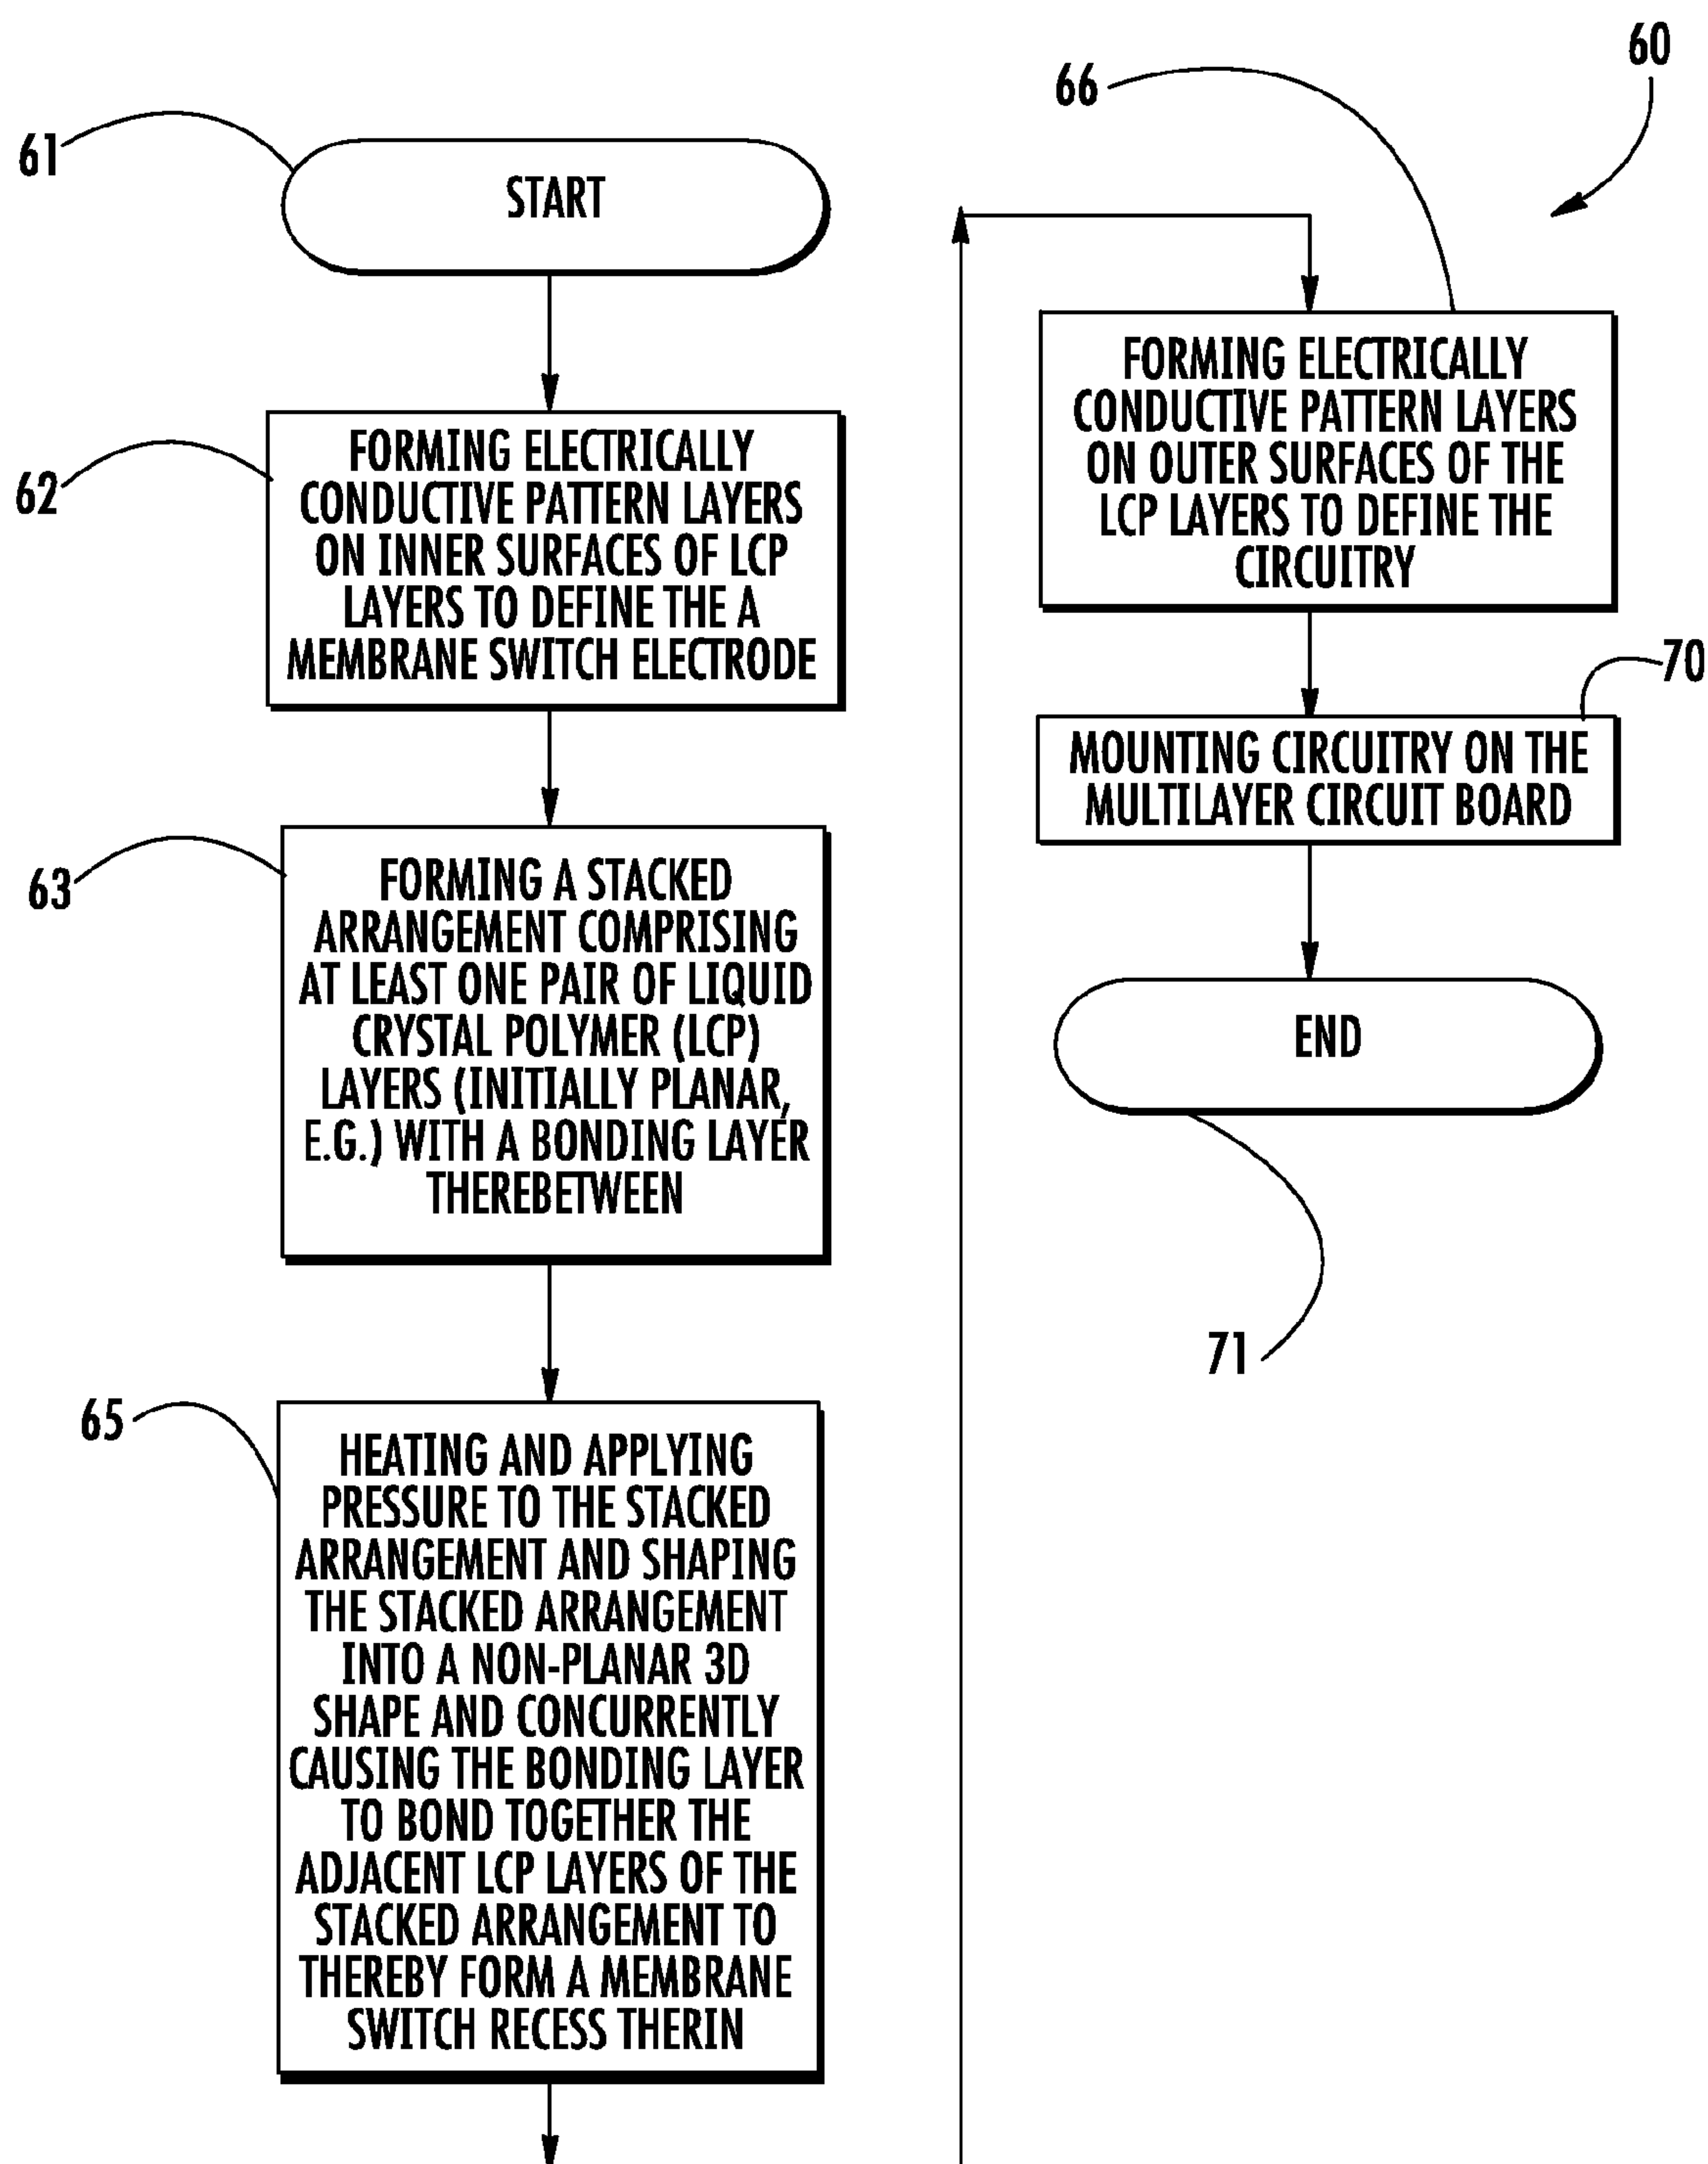 61
START
62
FORMING ELECTRICALLY
CONDUCTIVE PATTERN LAYERS
ON INNER SURFACES OF LCP
LAYERS TO DEFINE THE A
MEMBRANE SWITCH ELECTRODE
63
FORMING A STACKED
ARRANGEMENT COMPRISING
AT LEAST ONE PAIR OF LIQUID
CRYSTAL POLYMER (LCP)
LAYERS (INITIALLY PLANAR,
E.G.) WITH A BONDING LAYER
THEREBETWEEN
65
HEATING AND APPLYING
PRESSURE TO THE STACKED
ARRANGEMENT AND SHAPING
THE STACKED ARRANGEMENT
INTO A NON-PLANAR 3D
SHAPE AND CONCURRENTLY
CAUSING THE BONDING LAYER
TO BOND TOGETHER THE
ADJACENT LCP LAYERS OF THE
STACKED ARRANGEMENT TO
THEREBY FORM A MEMBRANE
SWITCH RECESS THERIN
60
66
FORMING ELECTRICALLY
CONDUCTIVE PATTERN LAYERS
ON OUTER SURFACES OF THE
LCP LAYERS TO DEFINE THE
CIRCUITRY
70
MOUNTING CIRCUITRY ON THE
MULTILAYER CIRCUIT BOARD
END
71